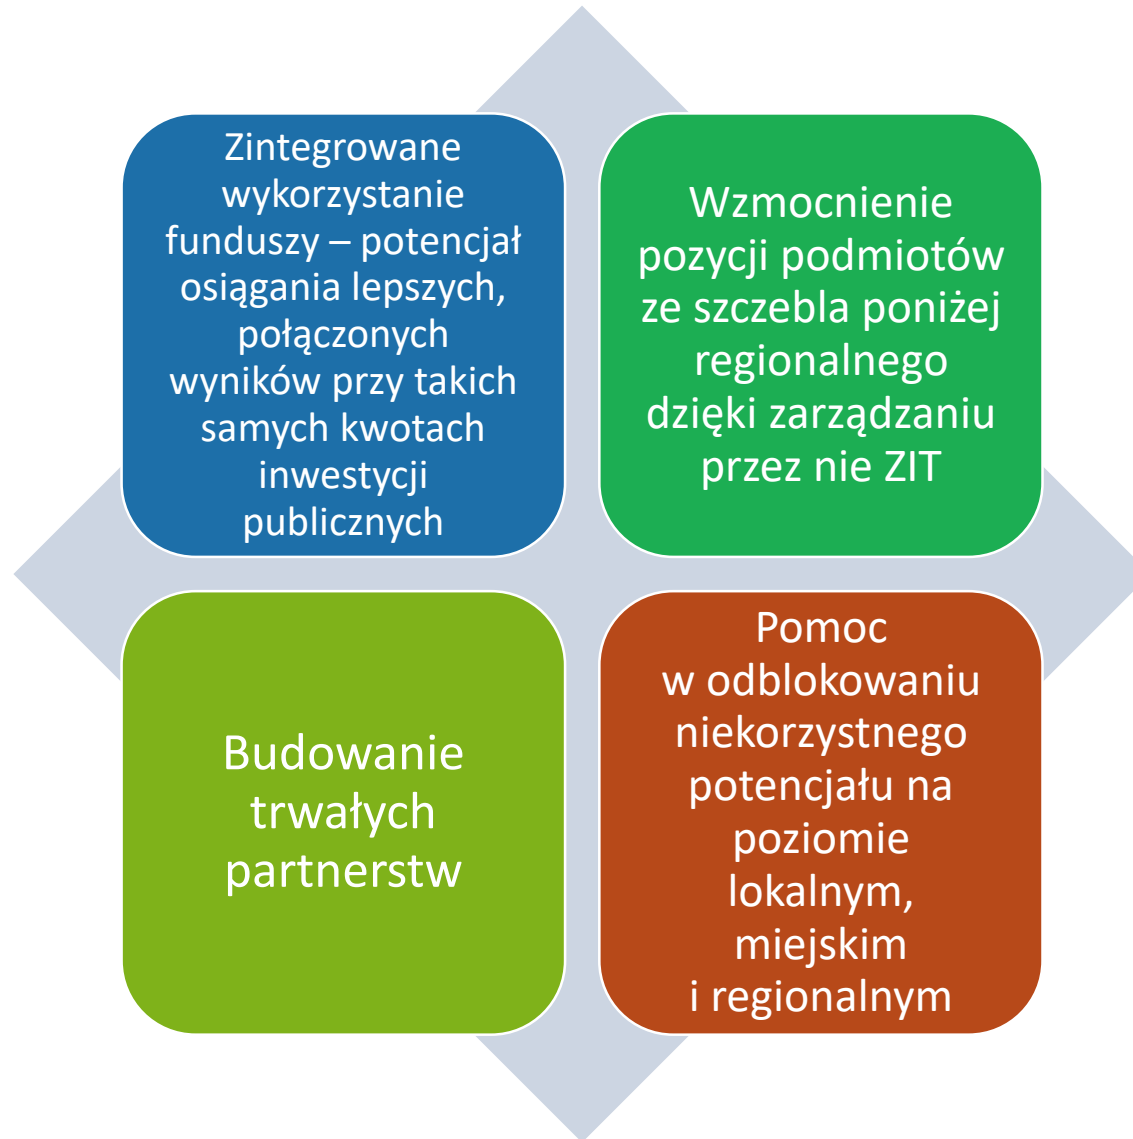 Zintegrowane
wykorzystanie
funduszy – potencjał
osiągania lepszych,
połączonych
wyników przy takich
samych kwotach
inwestycji
publicznych
Wzmocnienie
pozycji podmiotów
ze szczebla poniżej
regionalnego
dzięki zarządzaniu
przez nie ZIT
Budowanie
trwałych
partnerstw
Pomoc
w odblokowaniu
niekorzystnego
potencjału na
poziomie
lokalnym,
miejskim
i regionalnym